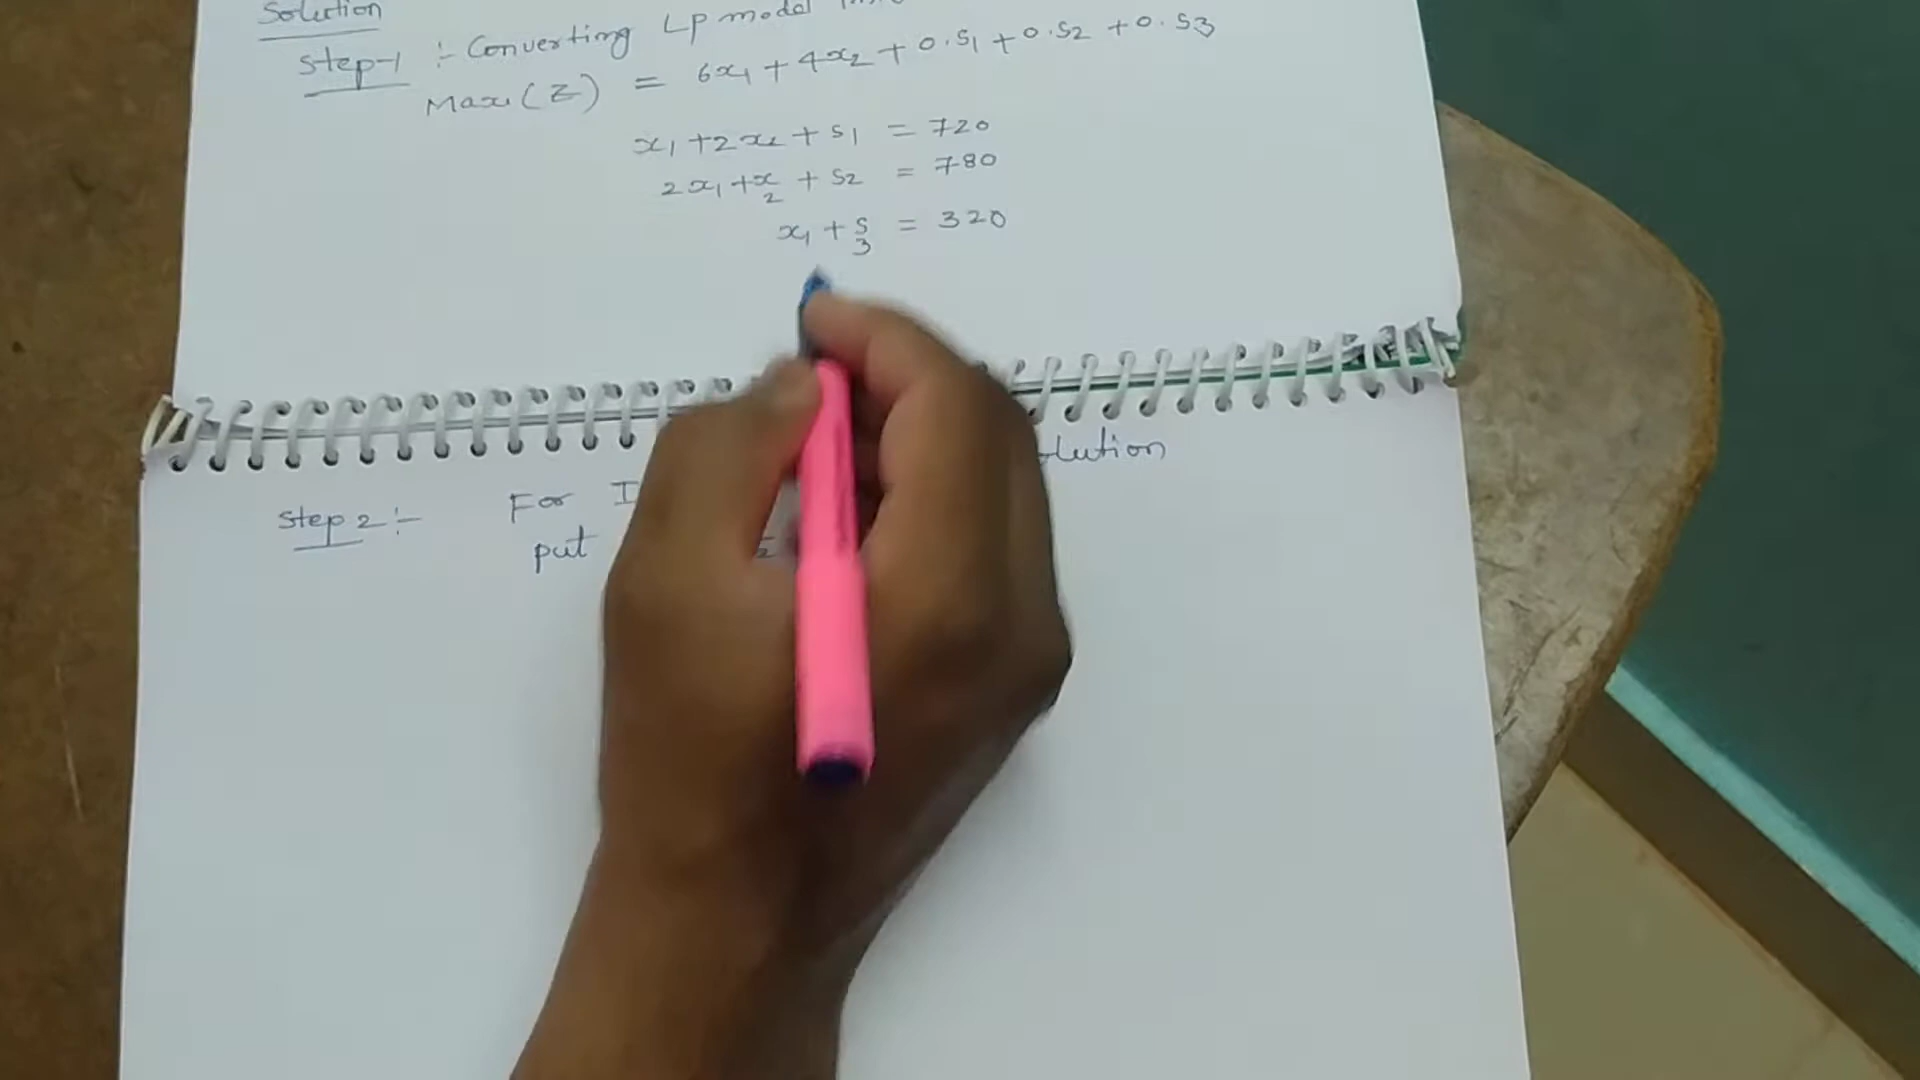 Solution
Step-1 :- Converting LP model
Max(Z) = 6x1 + 4x2 + 0.S1 + 0.S2 + 0.S3
x1 + 2x2 + S1 = 720
2x1 + x2 + S2 = 780
x1 + S3 = 320
Step 2 :- For
put